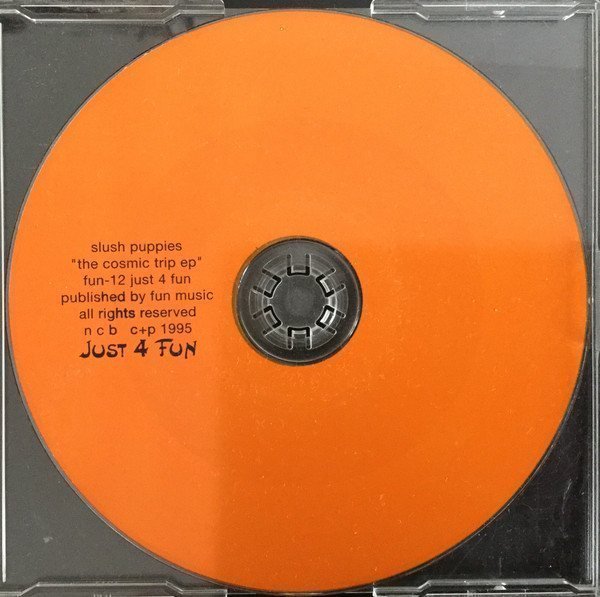 slush puppies
"the cosmic trip ep"
fun-12 just 4 fun
published by fun music
all rights reserved
n c b c+p 1995
JUST 4 FUN